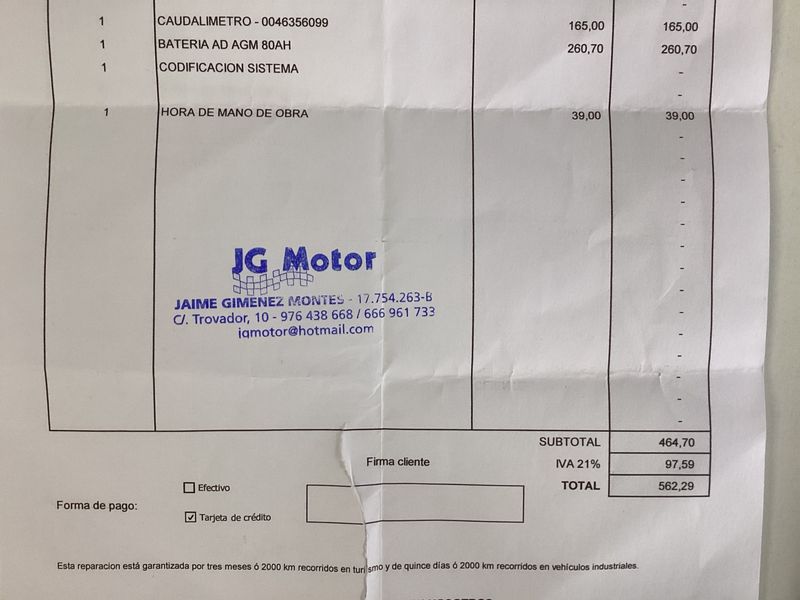 1 CAUDALIMETRO - 0046356099 165,00 165,00
1 BATERIA AD AGM 80AH 260,70 260,70
1 CODIFICACION SISTEMA -
-
1 HORA DE MANO DE OBRA 39,00 39,00
JG Motor
JAIME GIMENEZ MONTES - 17.754.263-B
C/. Trovador, 10 - 976 438 668 / 666 961 733
jgmotor@hotmail.com
SUBTOTAL 464,70
Firma cliente IVA 21% 97,59
TOTAL 562,29
Efectivo
Forma de pago:
Tarjeta de crédito
Esta reparacion está garantizada por tres meses ó 2000 km recorridos en turismo y de quince días ó 2000 km recorridos en vehículos industriales.